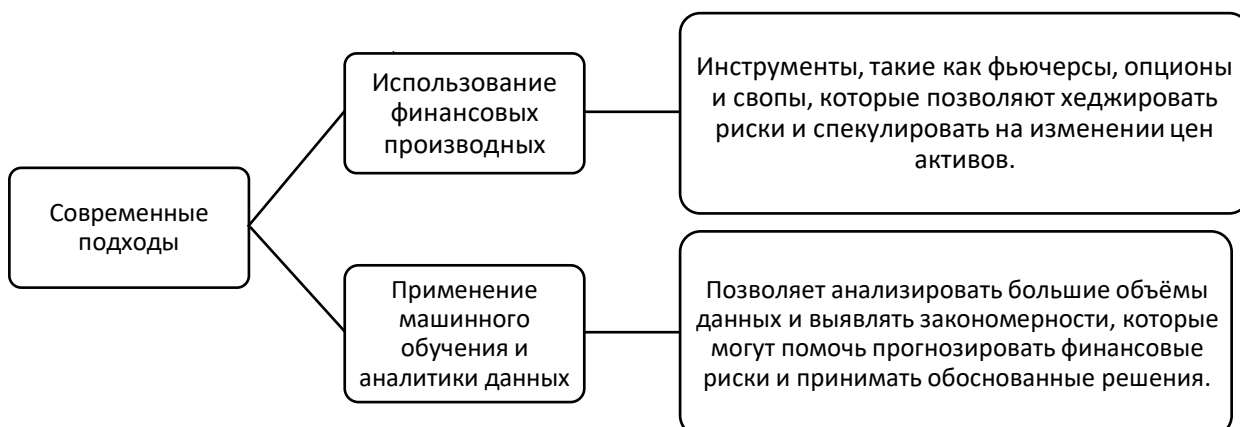 Современные
подходы
Использование
финансовых
производных
Инструменты, такие как фьючерсы, опционы
и свопы, которые позволяют хеджировать
риски и спекулировать на изменении цен
активов.
Применение
машинного
обучения и
аналитики данных
Позволяет анализировать большие объёмы
данных и выявлять закономерности, которые
могут помочь прогнозировать финансовые
риски и принимать обоснованные решения.